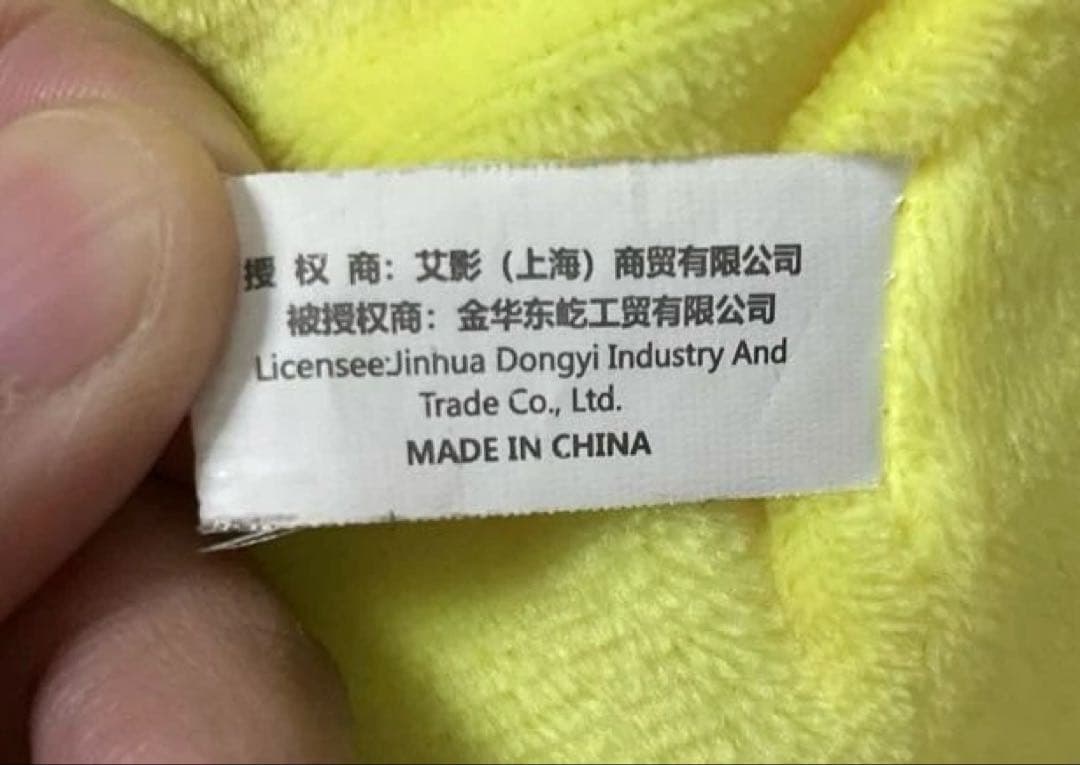 授 权 商：艾影（上海）商贸有限公司
被授权商：金华东屹工贸有限公司
Licensee:Jinhua Dongyi Industry And
Trade Co., Ltd.
MADE IN CHINA